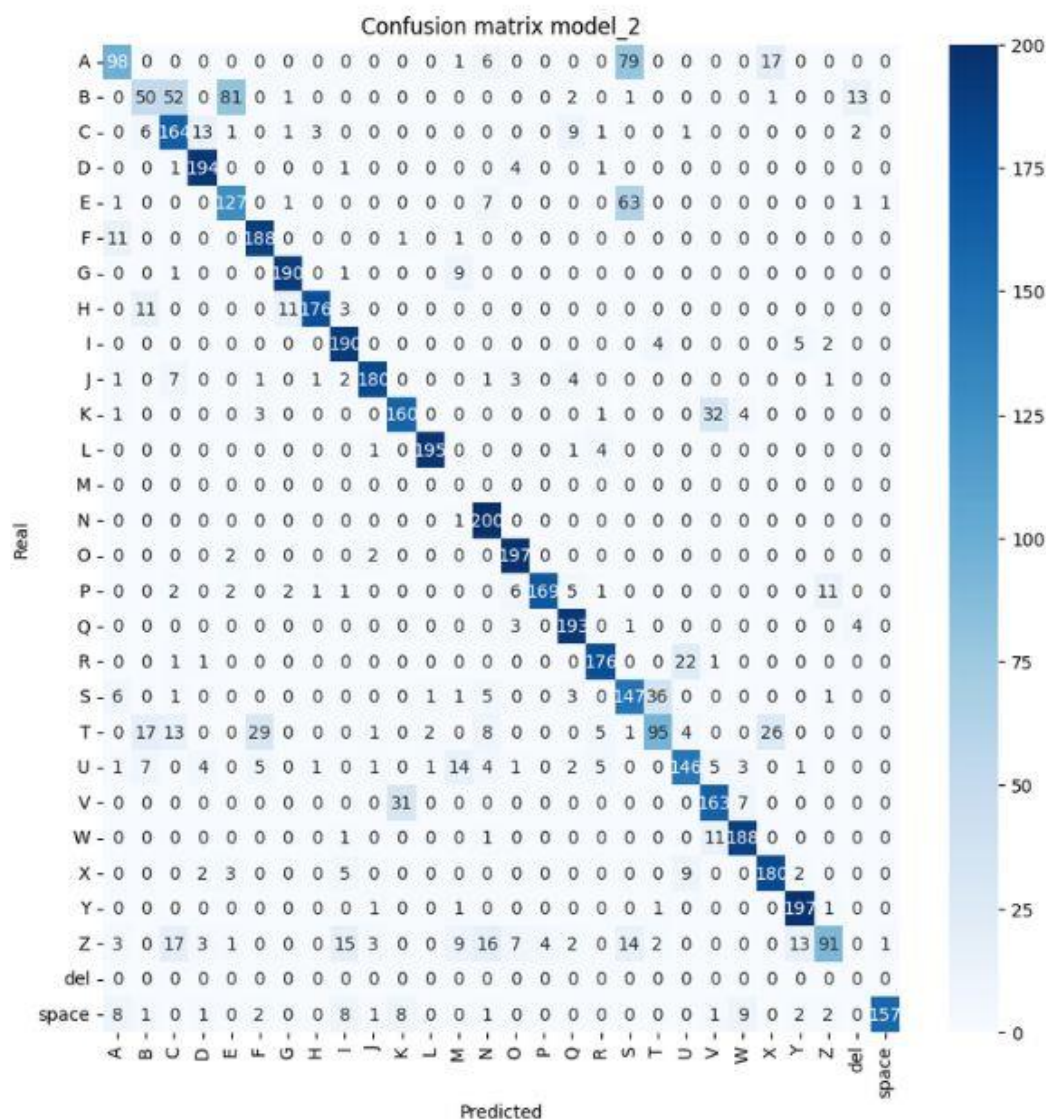 Confusion matrix model_2
A 98 0 0 0 0 0 0 0 0 0 0 0 1 6 0 0 0 0 79 0 0 0 0 17 0 0 0 0
B 0 50 52 0 81 0 1 0 0 0 0 0 0 0 0 0 2 0 1 0 0 0 0 1 0 0 13 0
C 0 6 164 13 1 0 1 3 0 0 0 0 0 0 0 0 9 1 0 0 1 0 0 0 0 0 2 0
D 0 0 1 194 0 0 0 0 1 0 0 0 0 0 4 0 0 1 0 0 0 0 0 0 0 0 0 0
E 1 0 0 0 127 0 1 0 0 0 0 0 0 7 0 0 0 0 63 0 0 0 0 0 0 0 1 1
F 11 0 0 0 0 188 0 0 0 0 1 0 1 0 0 0 0 0 0 0 0 0 0 0 0 0 0 0
G 0 0 1 0 0 0 190 0 1 0 0 0 9 0 0 0 0 0 0 0 0 0 0 0 0 0 0 0
H 0 11 0 0 0 0 11 176 3 0 0 0 0 0 0 0 0 0 0 0 0 0 0 0 0 0 0 0
I 0 0 0 0 0 0 0 0 190 0 0 0 0 0 0 0 0 0 0 4 0 0 0 0 5 2 0 0
J 1 0 7 0 0 1 0 1 2 180 0 0 0 1 3 0 4 0 0 0 0 0 0 0 0 1 0 0
K 1 0 0 0 0 3 0 0 0 0 160 0 0 0 0 0 0 1 0 0 0 32 4 0 0 0 0 0
L 0 0 0 0 0 0 0 0 0 1 0 195 0 0 0 0 1 4 0 0 0 0 0 0 0 0 0 0
M 0 0 0 0 0 0 0 0 0 0 0 0 0 0 0 0 0 0 0 0 0 0 0 0 0 0 0 0
N 0 0 0 0 0 0 0 0 0 0 0 0 1 200 0 0 0 0 0 0 0 0 0 0 0 0 0 0
O 0 0 0 0 2 0 0 0 0 2 0 0 0 0 197 0 0 0 0 0 0 0 0 0 0 0 0 0
P 0 0 2 0 2 0 2 1 1 0 0 0 0 0 6 169 5 1 0 0 0 0 0 0 0 11 0 0
Q 0 0 0 0 0 0 0 0 0 0 0 0 0 0 3 0 193 0 1 0 0 0 0 0 0 0 4 0
R 0 0 1 1 0 0 0 0 0 0 0 0 0 0 0 0 0 176 0 0 22 1 0 0 0 0 0 0
S 6 0 1 0 0 0 0 0 0 0 0 1 1 5 0 0 3 0 147 36 0 0 0 0 0 1 0 0
T 0 17 13 0 0 29 0 0 0 1 0 2 0 8 0 0 0 5 1 95 4 0 0 26 0 0 0 0
U 1 7 0 4 0 5 0 1 0 1 0 1 14 4 1 0 2 5 0 0 146 5 3 0 1 0 0 0
V 0 0 0 0 0 0 0 0 0 0 31 0 0 0 0 0 0 0 0 0 0 163 7 0 0 0 0 0
W 0 0 0 0 0 0 0 0 1 0 0 0 0 1 0 0 0 0 0 0 0 11 188 0 0 0 0 0
X 0 0 0 2 3 0 0 0 5 0 0 0 0 0 0 0 0 0 0 0 9 0 0 180 2 0 0 0
Y 0 0 0 0 0 0 0 0 0 1 0 0 1 0 0 0 0 0 0 1 0 0 0 0 197 1 0 0
Z 3 0 17 3 1 0 0 0 15 3 0 0 9 16 7 4 2 0 14 2 0 0 0 0 13 91 0 1
del 0 0 0 0 0 0 0 0 0 0 0 0 0 0 0 0 0 0 0 0 0 0 0 0 0 0 0 0
space 8 1 0 1 0 2 0 0 8 1 8 0 0 1 0 0 0 0 0 0 0 1 9 0 2 2 0 157
A B C D E F G H I J K L M N O P Q R S T U V W X Y Z del space
Predicted
Real
200
175
150
125
100
75
50
25
0